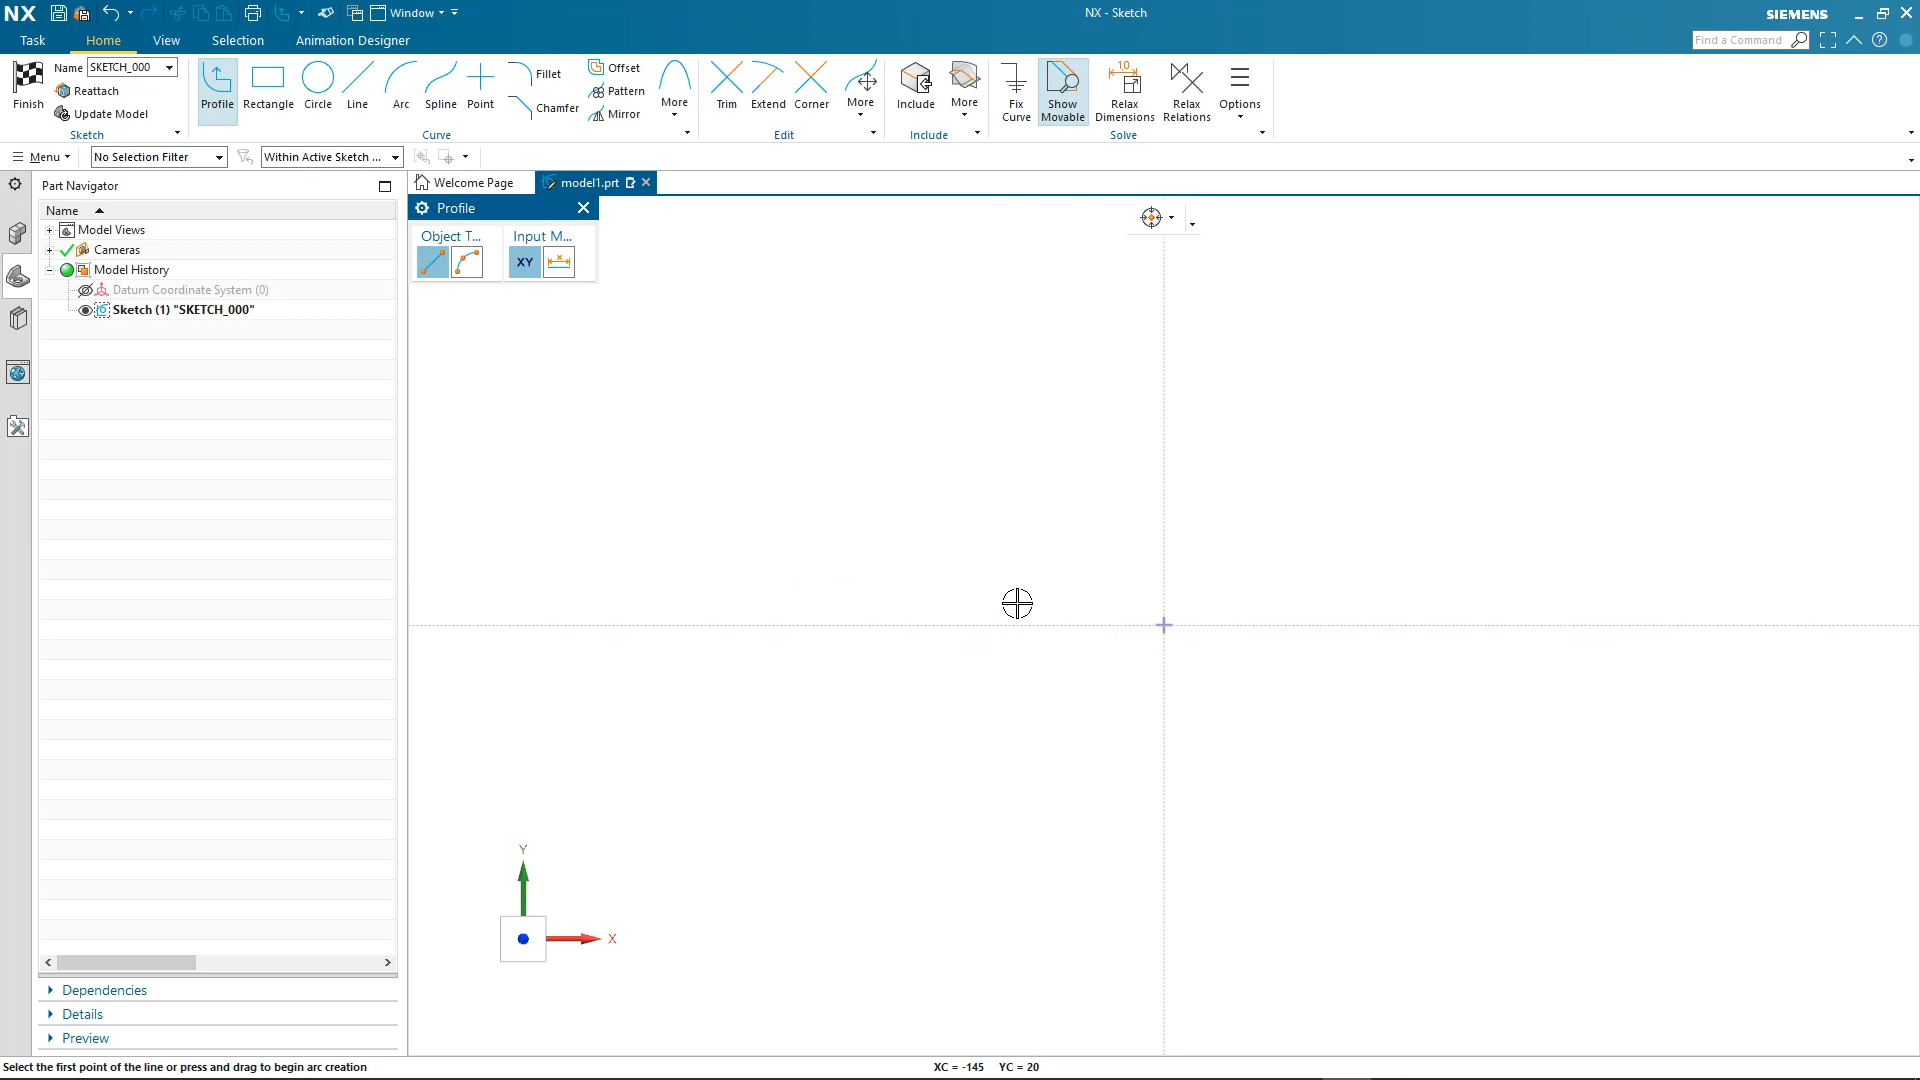 NX
Window
NX - Sketch
SIEMENS
Task
Home
View
Selection
Animation Designer
Find a Command
Finish
Name
SKETCH_000
Reattach
Update Model
Sketch
Profile
Rectangle
Circle
Line
Arc
Spline
Point
Fillet
Chamfer
Offset
Pattern
Mirror
More
Curve
Trim
Extend
Corner
More
Edit
Include
More
Include
Fix
Curve
Show
Movable
1,0
Relax
Dimensions
Relax
Relations
Options
Solve
Menu
No Selection Filter
Within Active Sketch ...
Part Navigator
Welcome Page
model1.prt
Name
Model Views
Cameras
Model History
Datum Coordinate System (0)
Sketch (1) "SKETCH_000"
Profile
Object T...
Input M...
XY
Y
X
Dependencies
Details
Preview
Select the first point of the line or press and drag to begin arc creation
XC = -145 YC = 20